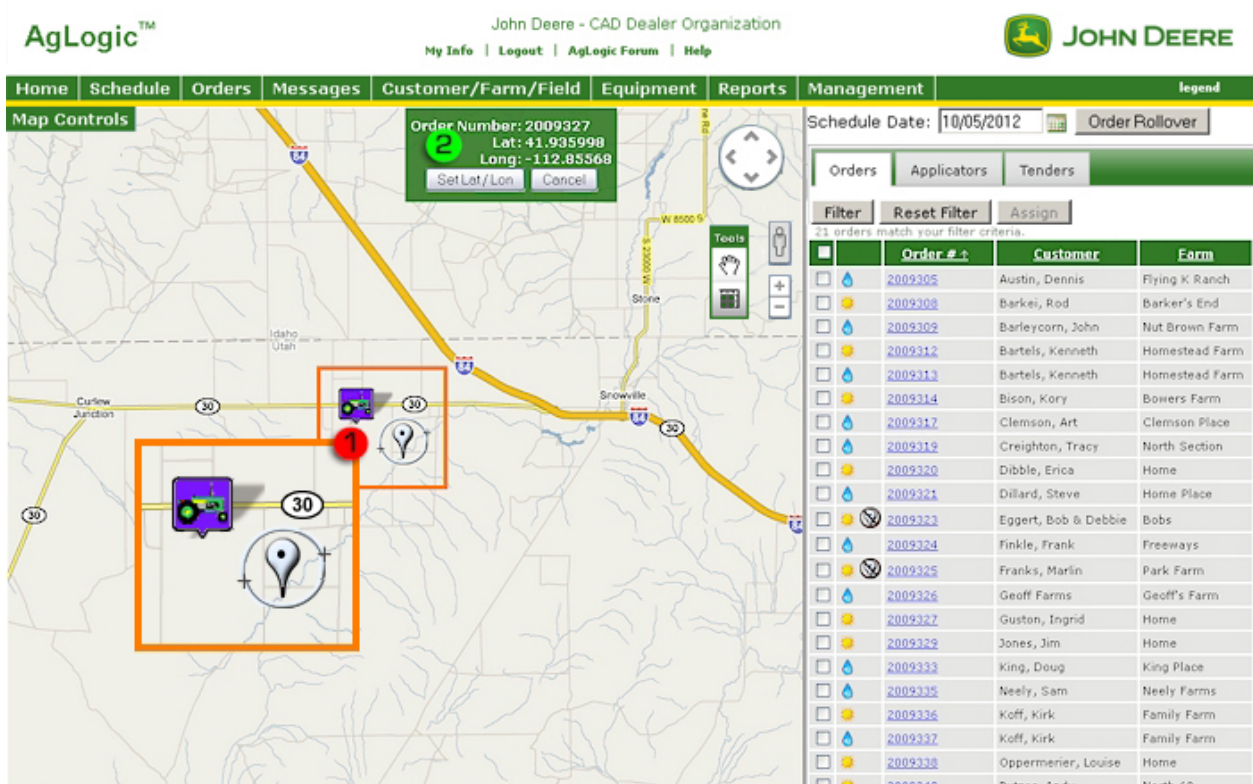 AgLogic™
John Deere - CAD Dealer Organization
My Info | Logout | AgLogic Forum | Help
JOHN DEERE
Home Schedule Orders Messages Customer/Farm/Field Equipment Reports Management legend
Map Controls
Order Number: 2009327
2
Lat: 41.935998
Long: -112.85568
Set Lat/Lon Cancel
84
W 8500 S
S 23000 W
Tools
Stone
Idaho
Utah
84
Curlew
Junction
30
30
Snowville
84
30
1
30
30
Schedule Date: 10/05/2012 Order Rollover
Orders Applicators Tenders
Filter Reset Filter Assign
21 orders match your filter criteria.
Order # ↑ Customer Farm
2009305 Austin, Dennis Flying K Ranch
2009308 Barkei, Rod Barker's End
2009309 Barleycorn, John Nut Brown Farm
2009312 Bartels, Kenneth Homestead Farm
2009313 Bartels, Kenneth Homestead Farm
2009314 Bison, Kory Bowers Farm
2009317 Clemson, Art Clemson Place
2009319 Creighton, Tracy North Section
2009320 Dibble, Erica Home
2009321 Dillard, Steve Home Place
2009323 Eggert, Bob & Debbie Bobs
2009324 Finkle, Frank Freeways
2009325 Franks, Marlin Park Farm
2009326 Geoff Farms Geoff's Farm
2009327 Guston, Ingrid Home
2009329 Jones, Jim Home
2009333 King, Doug King Place
2009335 Neely, Sam Neely Farms
2009336 Koff, Kirk Family Farm
2009337 Koff, Kirk Family Farm
2009338 Oppermerier, Louise Home